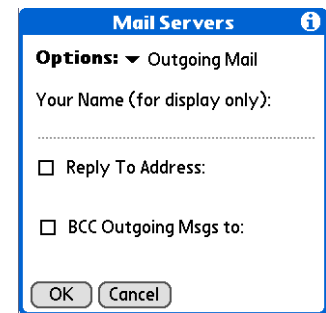 Mail Servers
Options: Outgoing Mail
Your Name (for display only):
Reply To Address:
BCC Outgoing Msgs to:
OK Cancel